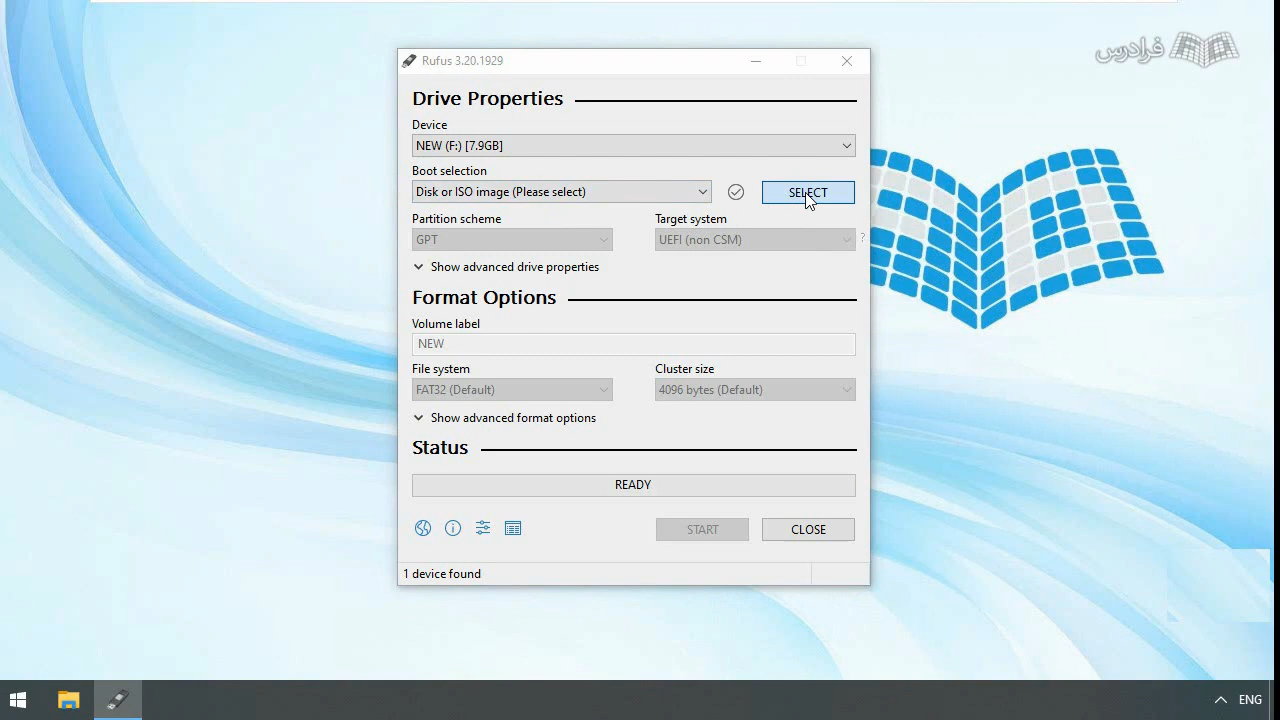 فرادرس
Rufus 3.20.1929
Drive Properties
Device
NEW (F:) [7.9GB]
Boot selection
Disk or ISO image (Please select)
SELECT
Partition scheme
Target system
GPT
UEFI (non CSM)
?
Show advanced drive properties
Format Options
Volume label
NEW
File system
Cluster size
FAT32 (Default)
4096 bytes (Default)
Show advanced format options
Status
READY
START
CLOSE
1 device found
ENG